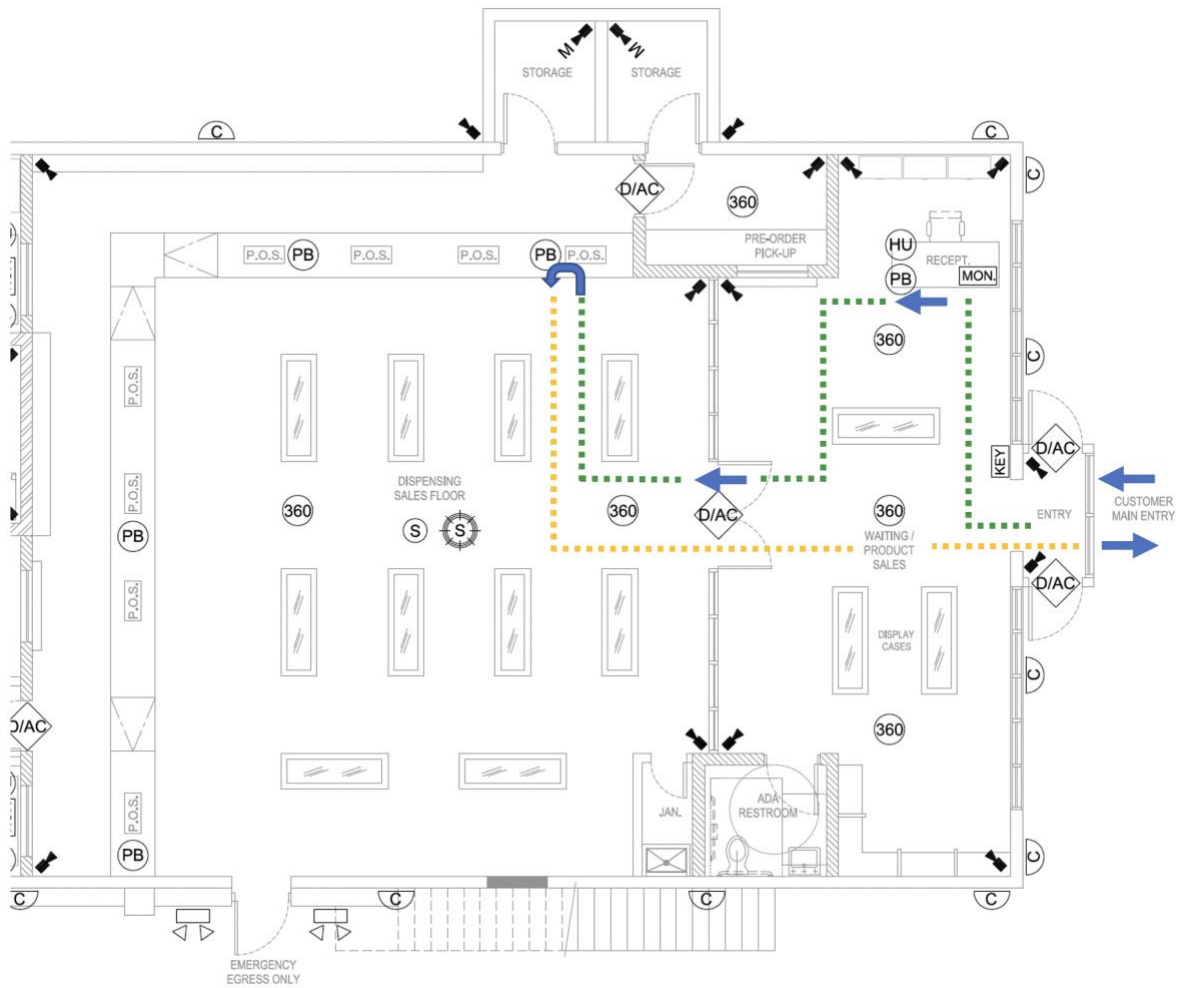 M
M
STORAGE
STORAGE
C
C
C
D/AC
360
PRE-ORDER
PICK-UP
P.O.S.
PB
P.O.S.
P.O.S.
PB
P.O.S.
HU
RECEPT.
PB
MON.
360
C
P.O.S.
D/AC
KEY
DISPENSING
SALES FLOOR
P.O.S.
360
S
S
360
D/AC
360
WAITING /
PRODUCT
SALES
ENTRY
CUSTOMER
MAIN ENTRY
PB
D/AC
P.O.S.
DISPLAY
CASES
C
D/AC
360
P.O.S.
JAN.
ADA
RESTROOM
PB
C
C
C
C
C
EMERGENCY
EGRESS ONLY